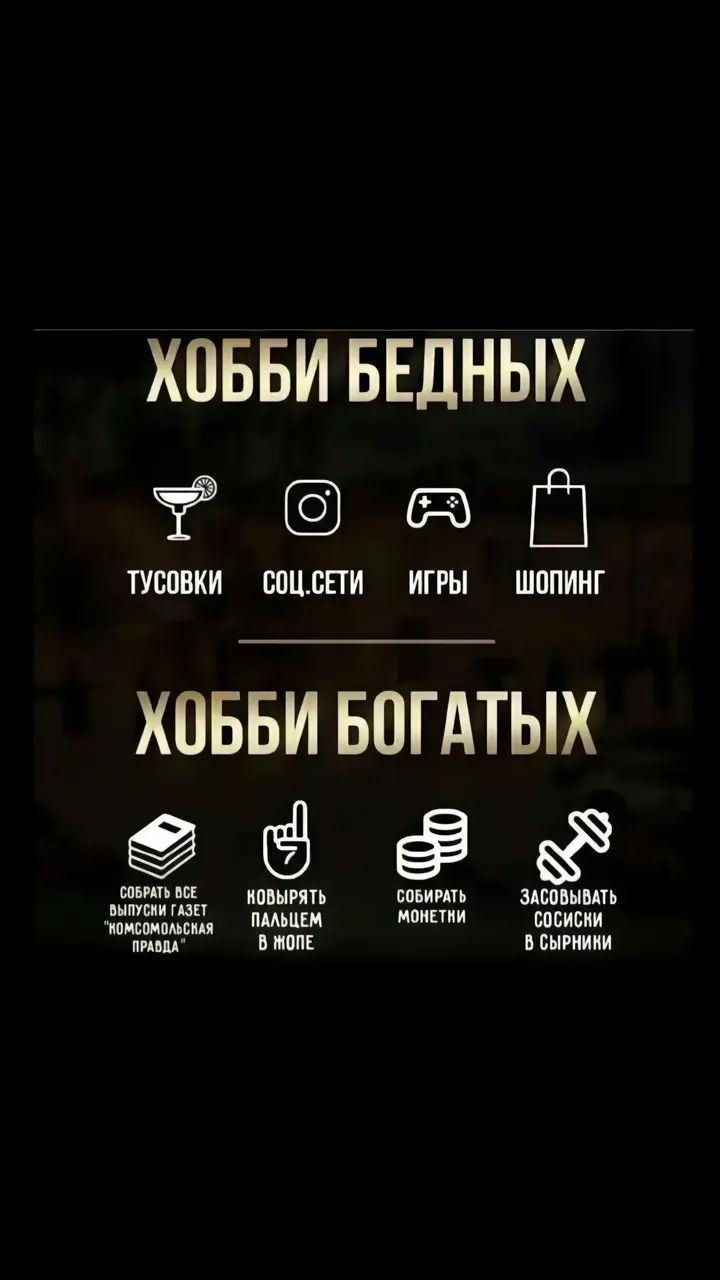 ХОББИ БЕДНЫХ
ТУСОВКИ СОЦ.СЕТИ ИГРЫ ШОПИНГ
ХОББИ БОГАТЫХ
СОБРАТЬ ВСЕ
ВЫПУСКИ ГАЗЕТ
"КОМСОМОЛЬСКАЯ
ПРАВДА"
КОВЫРЯТЬ
ПАЛЬЦЕМ
В ЖОПЕ
СОБИРАТЬ
МОНЕТКИ
ЗАСОВЫВАТЬ
СОСИСКИ
В СЫРНИКИ